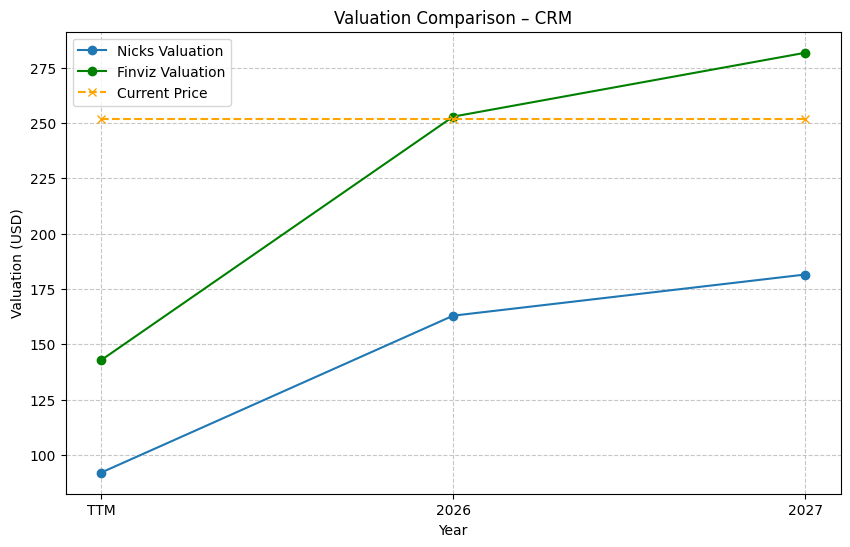 Valuation Comparison – CRM
Nicks Valuation
Finviz Valuation
Current Price
Valuation (USD)
275
250
225
200
175
150
125
100
TTM
2026
2027
Year